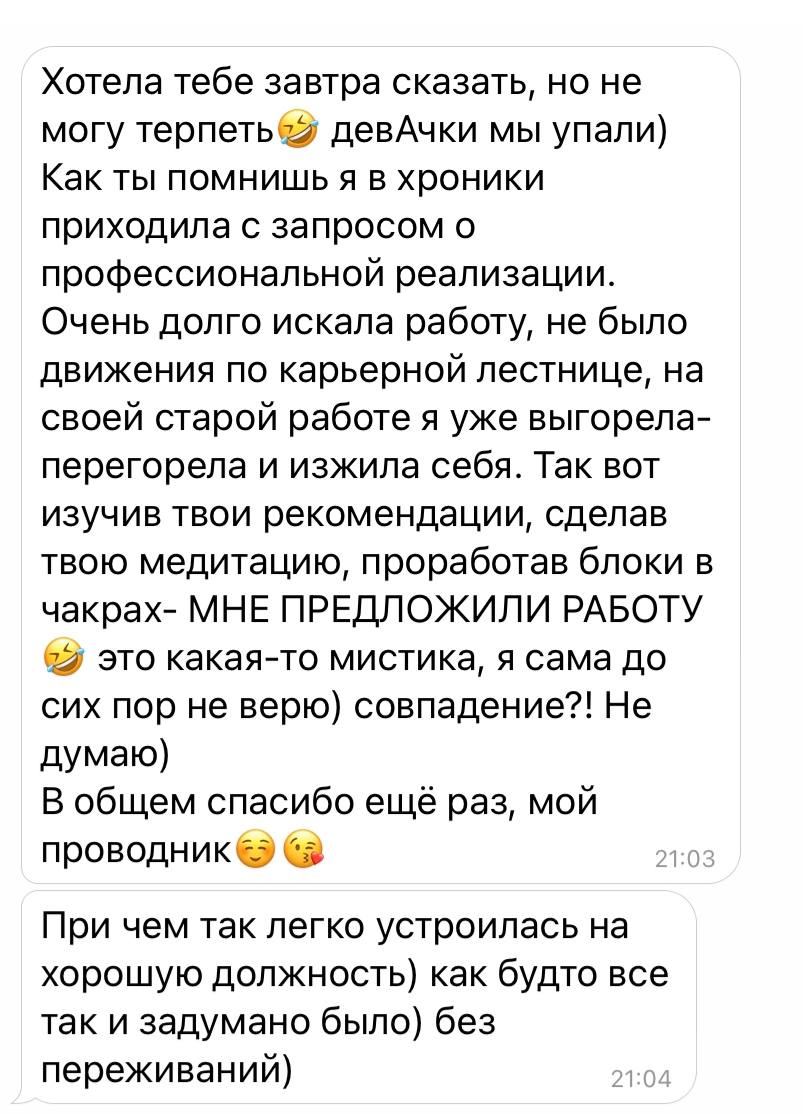 Хотела тебе завтра сказать, но не
могу терпеть🤣 девАчки мы упали)
Как ты помнишь я в хроники
приходила с запросом о
профессиональной реализации.
Очень долго искала работу, не было
движения по карьерной лестнице, на
своей старой работе я уже выгорела-
перегорела и изжила себя. Так вот
изучив твои рекомендации, сделав
твою медитацию, проработав блоки в
чакрах- МНЕ ПРЕДЛОЖИЛИ РАБОТУ
🤣 это какая-то мистика, я сама до
сих пор не верю) совпадение?! Не
думаю)
В общем спасибо ещё раз, мой
проводник☺️😘
21:03
При чем так легко устроилась на
хорошую должность) как будто все
так и задумано было) без
переживаний)
21:04